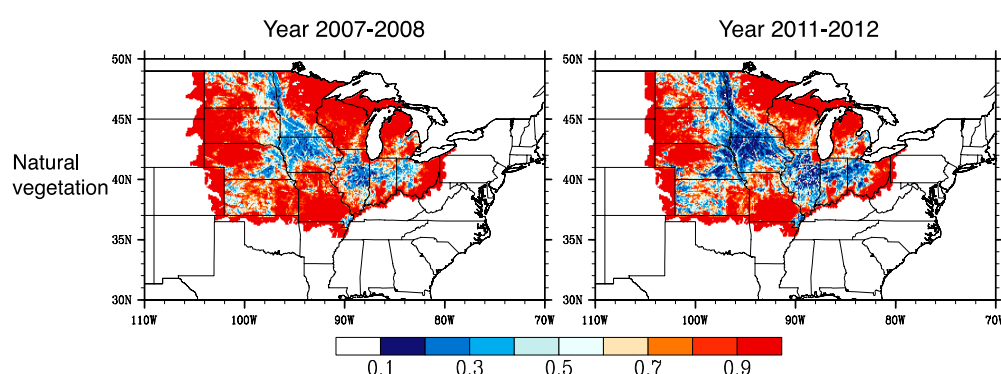 Year 2007-2008 Year 2011-2012
50N 50N
45N 45N
Natural
vegetation
40N 40N
35N 35N
30N 30N
110W 100W 90W 80W 70W 110W 100W 90W 80W 70W
0.1 0.3 0.5 0.7 0.9